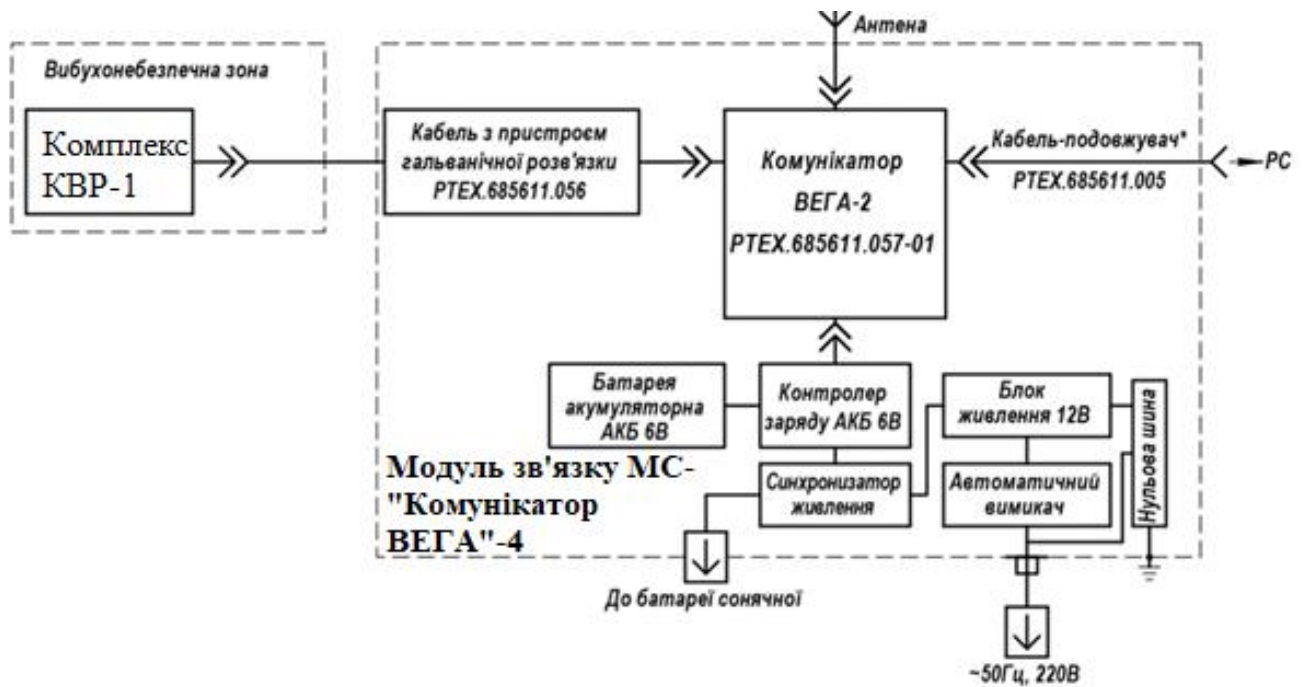 Антена
Вибухонебезпечна зона
Комплекс
КВР-1
Кабель з пристроєм
гальванічної розв'язки
РТЕХ.685611.056
Комунікатор
ВЕГА-2
РТЕХ.685611.057-01
Кабель-подовжувач*
РТЕХ.685611.005
PC
Батарея
акумуляторна
АКБ 6В
Контролер
заряду АКБ 6В
Блок
живлення 12В
Нульова шина
Модуль зв'язку МС-
"Комунікатор
ВЕГА"-4
Синхронизатор
живлення
Автоматичний
вимикач
До батареї сонячної
~50Гц, 220В